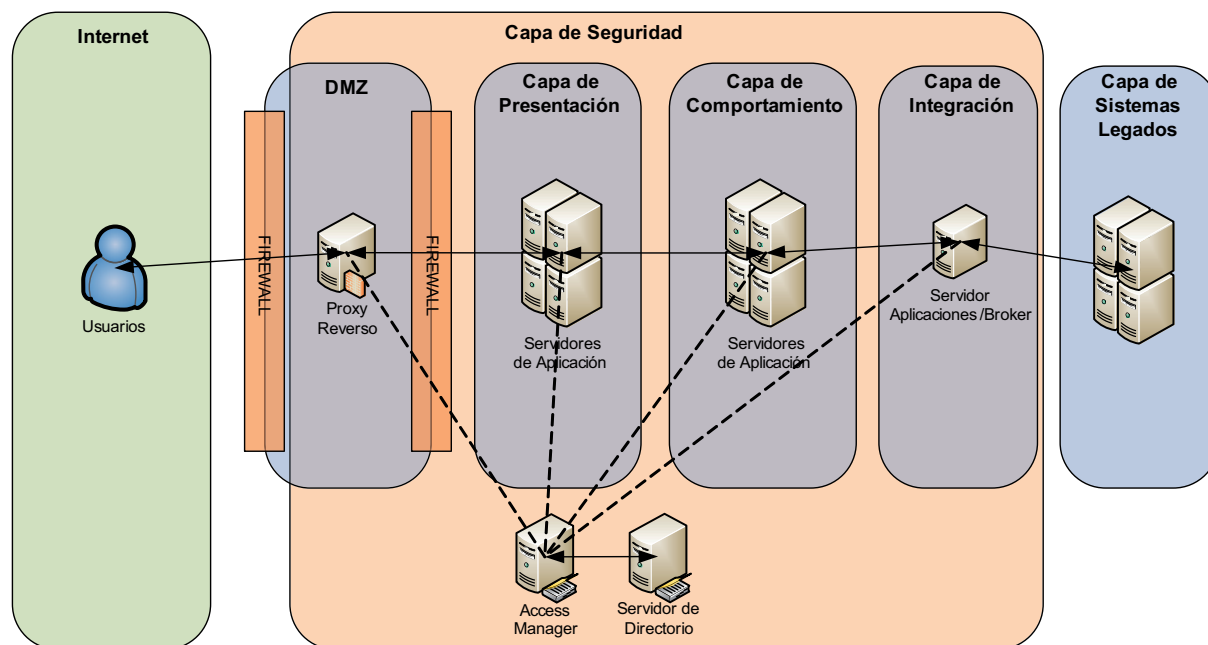 Internet
Capa de Seguridad
DMZ
Capa de
Presentación
Capa de
Comportamiento
Capa de
Integración
Capa de
Sistemas
Legados
FIREWALL
FIREWALL
Usuarios
Proxy
Reverso
Servidores
de Aplicación
Servidores
de Aplicación
Servidor
Aplicaciones/Broker
Access
Manager
Servidor de
Directorio